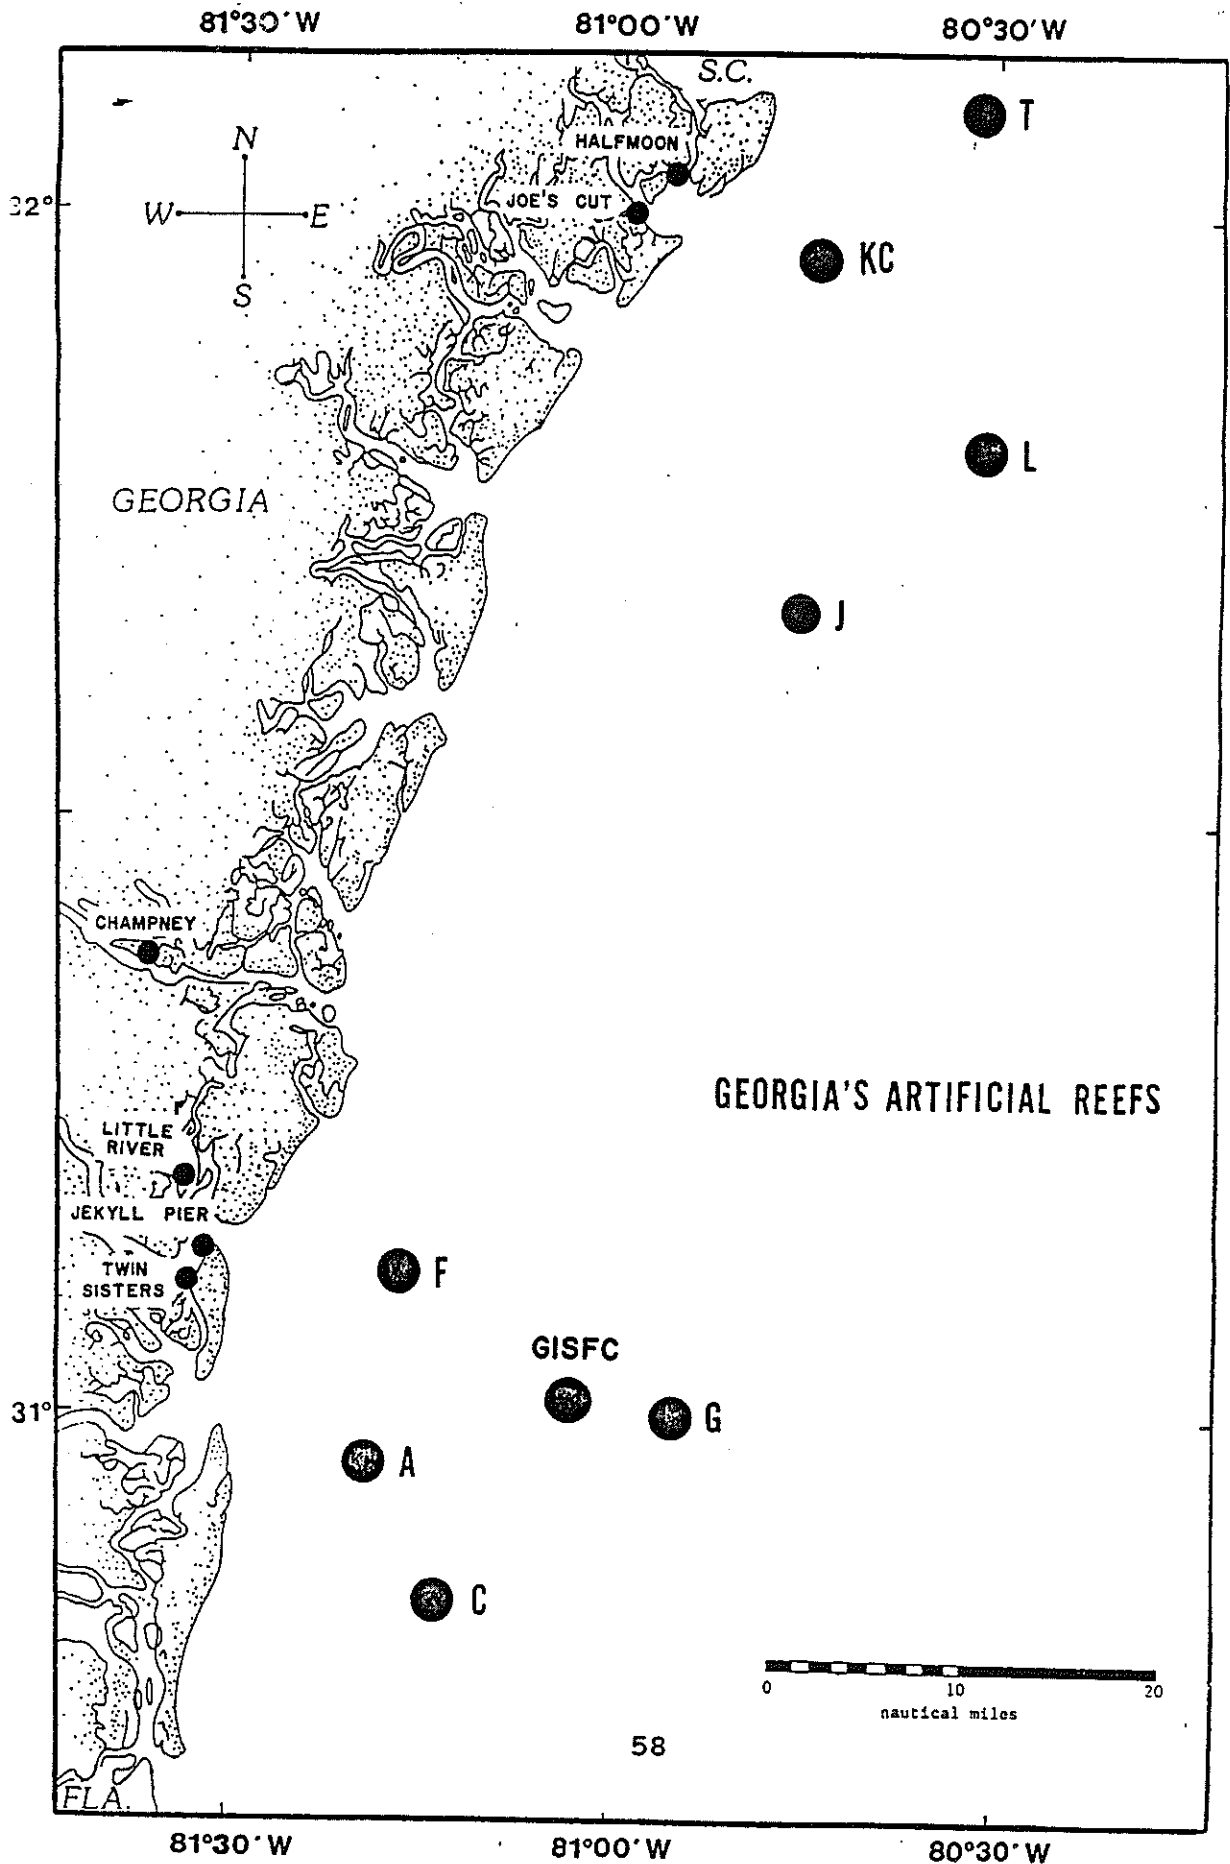 81°30'W 81°00'W 80°30'W
S.C.
T
N
HALFMOON
W E
JOE'S CUT
32°
KC
S
L
GEORGIA
J
CHAMPNEY
GEORGIA'S ARTIFICIAL REEFS
LITTLE
RIVER
JEKYLL PIER
TWIN
SISTERS
F
GISFC
31°
G
A
C
0 10 20
nautical miles
58
FLA.
81°30'W 81°00'W 80°30'W